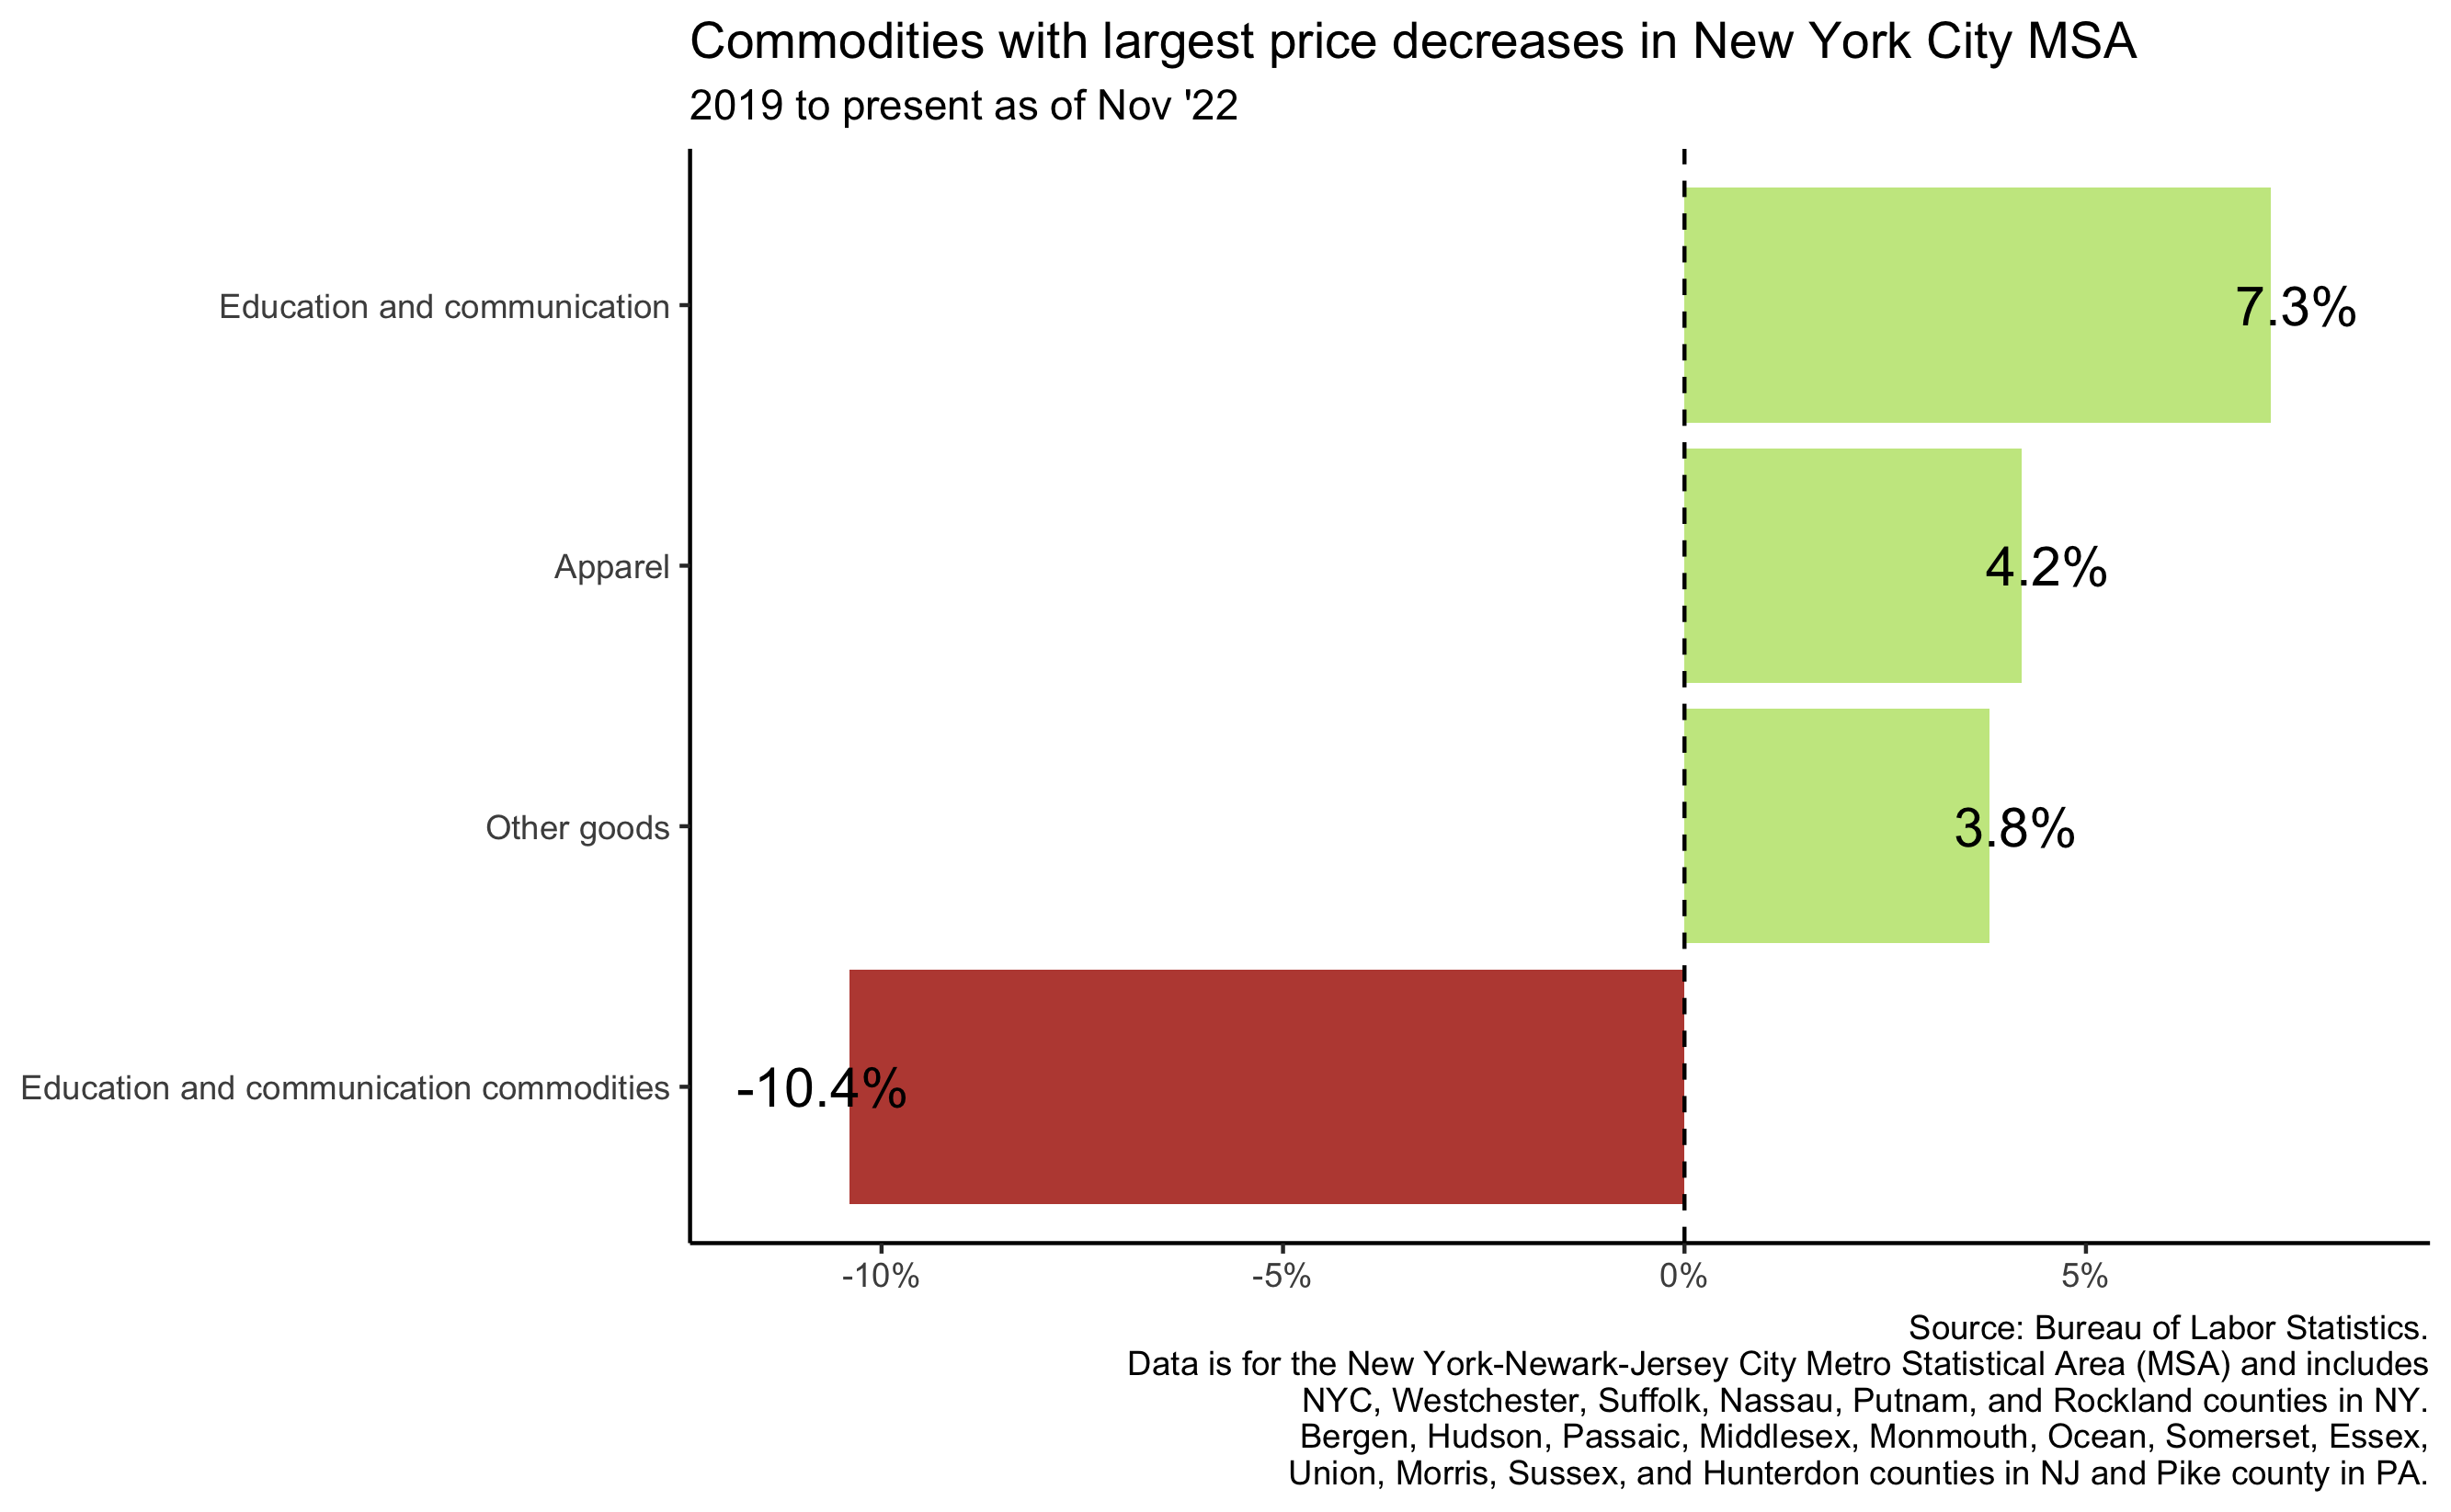 Commodities with largest price decreases in New York City MSA
2019 to present as of Nov '22
Education and communication
7.3%
Apparel
4.2%
Other goods
3.8%
Education and communication commodities
-10.4%
-10%
-5%
0%
5%
Source: Bureau of Labor Statistics.
Data is for the New York-Newark-Jersey City Metro Statistical Area (MSA) and includes
NYC, Westchester, Suffolk, Nassau, Putnam, and Rockland counties in NY.
Bergen, Hudson, Passaic, Middlesex, Monmouth, Ocean, Somerset, Essex,
Union, Morris, Sussex, and Hunterdon counties in NJ and Pike county in PA.